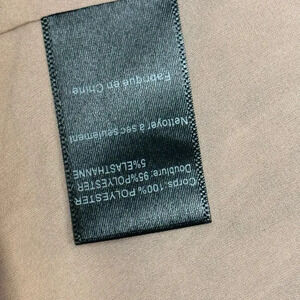 Corps: 100% POLYESTER
Doublure: 95%POLYESTER
5%ELASTHANNE
Nettoyer à sec seulement
Fabriqué en Chine